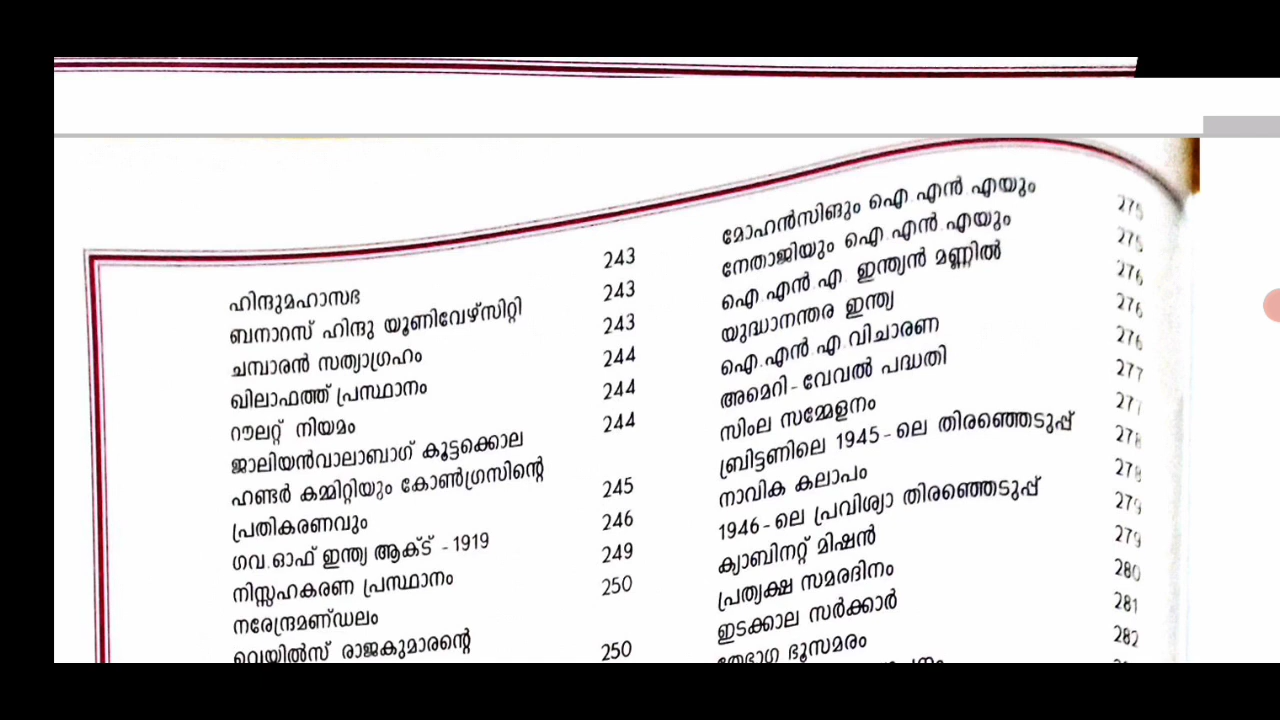 ഹിന്ദുമഹാസഭ 243
ബനാറസ് ഹിന്ദു യൂണിവേഴ്സിറ്റി 243
ചമ്പാരൻ സത്യാഗ്രഹം 243
ഖിലാഫത്ത് പ്രസ്ഥാനം 244
റൗലറ്റ് നിയമം 244
ജാലിയൻവാലാബാഗ് കൂട്ടക്കൊല 244
ഹണ്ടർ കമ്മിറ്റിയും കോൺഗ്രസിന്റെ
പ്രതികരണവും 245
ഗവ.ഓഫ് ഇന്ത്യ ആക്ട് - 1919 246
നിസ്സഹകരണ പ്രസ്ഥാനം 249
നരേന്ദ്രമണ്ഡലം 250
വെയിൽസ് രാജകുമാരന്റെ
250
മോഹൻസിങും ഐ.എൻ.എയും 275
നേതാജിയും ഐ.എൻ.എയും 275
ഐ.എൻ.എ. ഇന്ത്യൻ മണ്ണിൽ 276
യുദ്ധാനന്തര ഇന്ത്യ 276
ഐ.എൻ.എ.വിചാരണ 276
അമെറി - വേവൽ പദ്ധതി 277
സിംല സമ്മേളനം 277
ബ്രിട്ടണിലെ 1945 - ലെ തിരഞ്ഞെടുപ്പ് 278
നാവിക കലാപം 278
1946 - ലെ പ്രവിശ്യാ തിരഞ്ഞെടുപ്പ് 279
ക്യാബിനറ്റ് മിഷൻ 279
പ്രത്യക്ഷ സമരദിനം 280
ഇടക്കാല സർക്കാർ 281
തേഭാഗ ഭൂസമരം 282